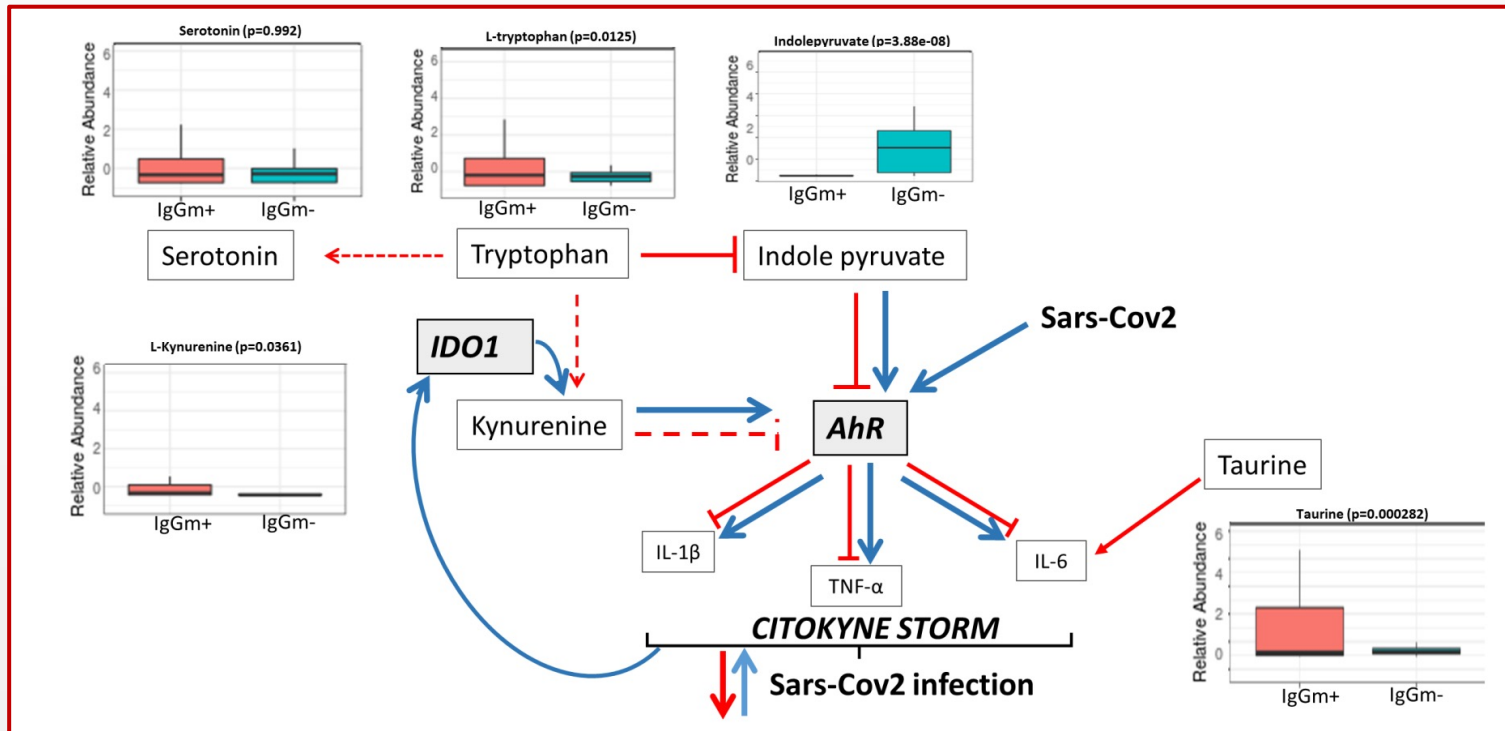 Serotonin (p=0.992)
Relative Abundance
6
4
2
0
IgGm+ IgGm-
L-tryptophan (p=0.0125)
Relative Abundance
6
4
2
0
IgGm+ IgGm-
Indolepyruvate (p=3.88e-08)
Relative Abundance
6
4
2
2
0
IgGm+ IgGm-
Serotonin
Tryptophan
Indole pyruvate
Sars-Cov2
IDO1
L-Kynurenine (p=0.0361)
Relative Abundance
6
4
2
0
IgGm+ IgGm-
Kynurenine
AhR
Taurine
IL-1β
TNF-α
IL-6
Taurine (p=0.000282)
Relative Abundance
6
4
2
0
IgGm+ IgGm-
CITOKYNE STORM
Sars-Cov2 infection